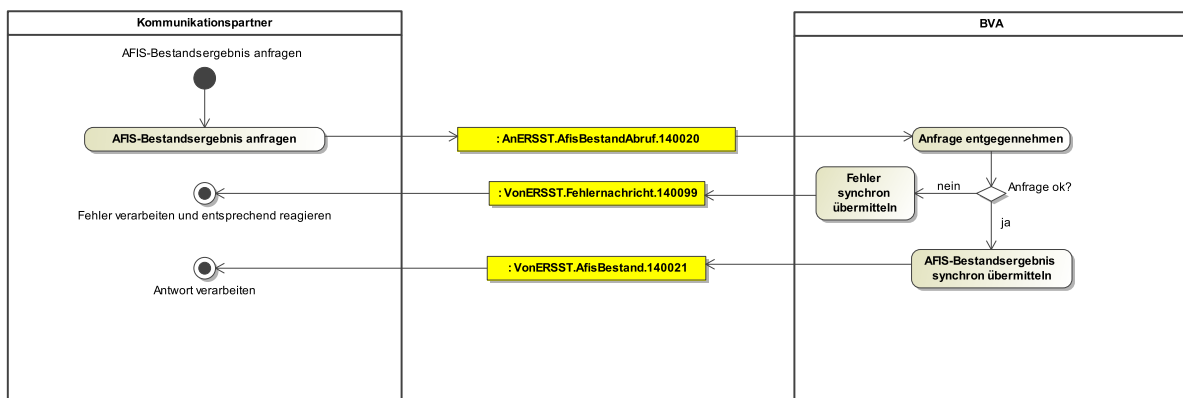 Kommunikationspartner
BVA
AFIS-Bestandsergebnis anfragen
AFIS-Bestandsergebnis anfragen
: AnERSST.AfisBestandAbruf.140020
Anfrage entgegennehmen
Fehler
synchron
übermitteln
nein
Anfrage ok?
: VonERSST.Fehlernachricht.140099
Fehler verarbeiten und entsprechend reagieren
ja
AFIS-Bestandsergebnis
synchron übermitteln
: VonERSST.AfisBestand.140021
Antwort verarbeiten